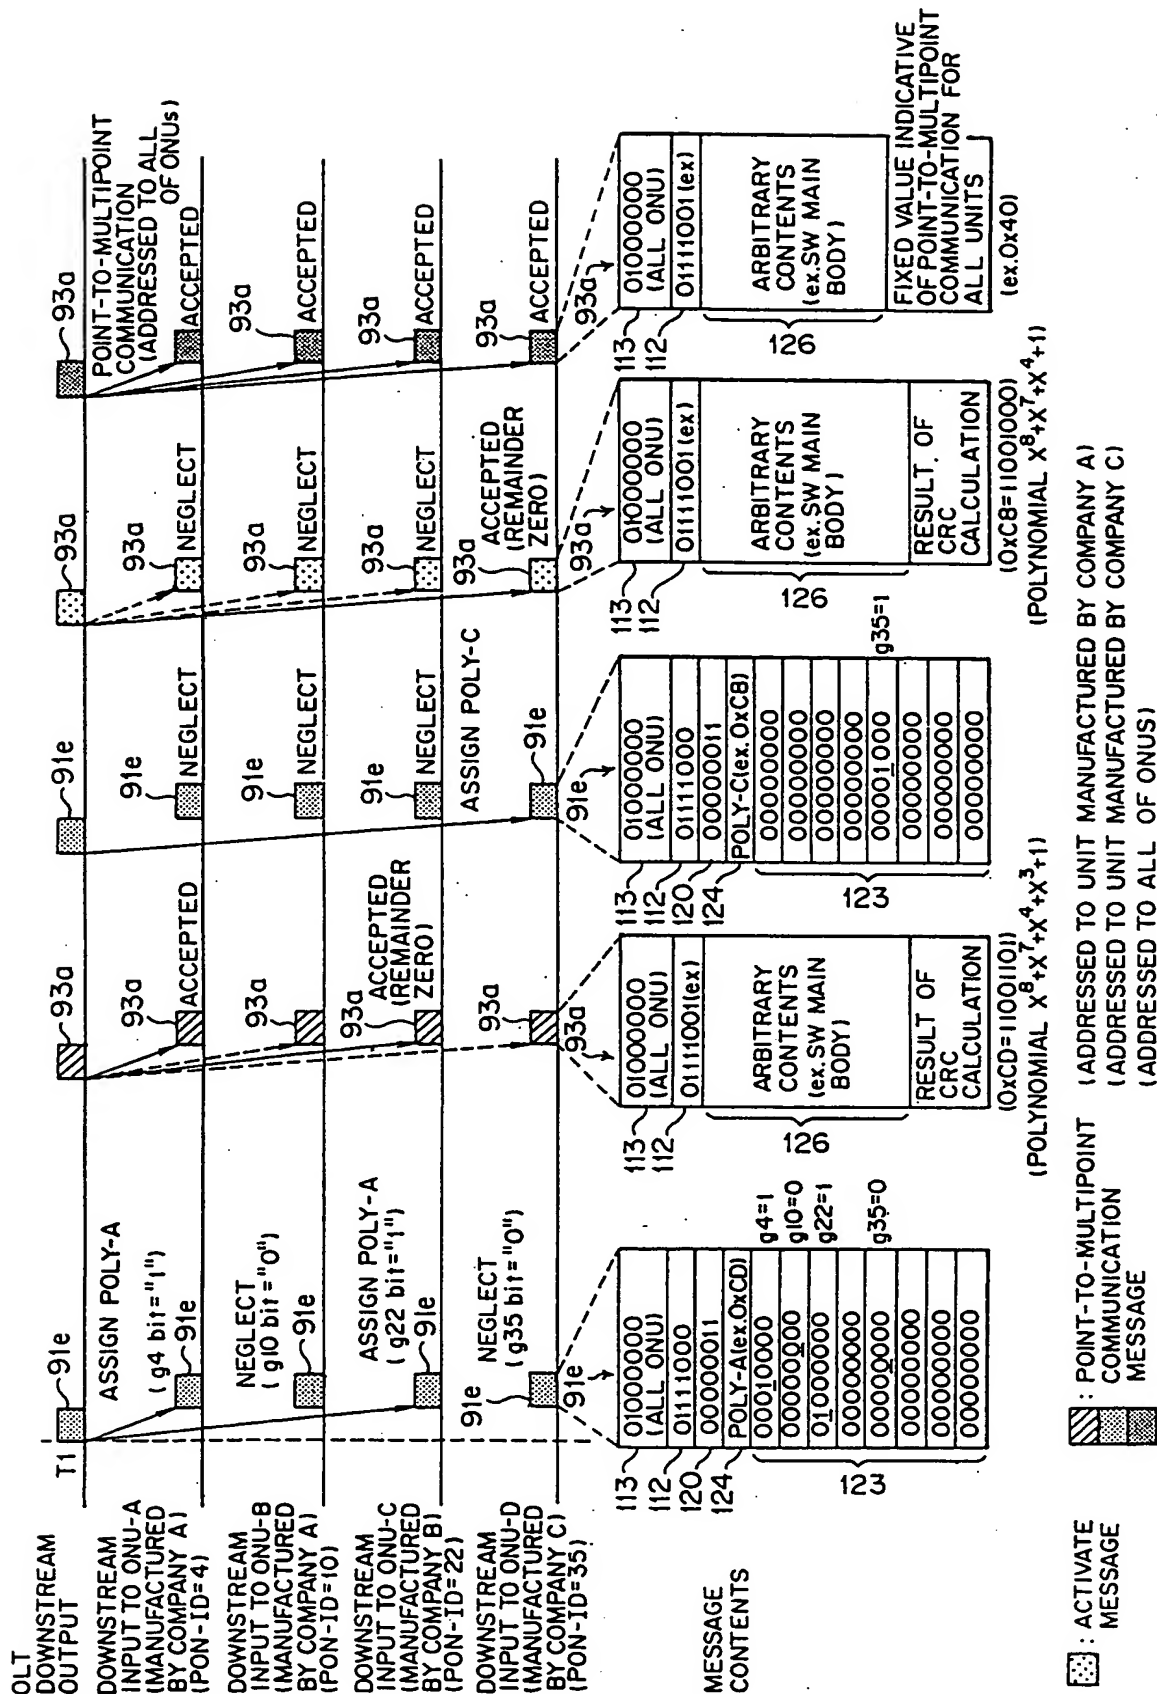 OLT
DOWNSTREAM
OUTPUT
T1
91e
93a
91e
93a
93a
POINT-TO-MULTIPOINT
COMMUNICATION
(ADDRESSED TO ALL
OF ONUs)
DOWNSTREAM
INPUT TO ONU-A
(MANUFACTURED
BY COMPANY A)
(PON-ID=4)
ASSIGN POLY-A
(g4 bit="1")
91e
93a
ACCEPTED
91e
NEGLECT
93a
NEGLECT
ACCEPTED
DOWNSTREAM
INPUT TO ONU-B
(MANUFACTURED
BY COMPANY A)
(PON-ID=10)
NEGLECT
(g10 bit="0")
91e
93a
91e
NEGLECT
93a
NEGLECT
93a
ACCEPTED
DOWNSTREAM
INPUT TO ONU-C
(MANUFACTURED
BY COMPANY B)
(PON-ID=22)
ASSIGN POLY-A
(g22 bit="1")
91e
93a
ACCEPTED
(REMAINDER
ZERO)
91e
NEGLECT
93a
NEGLECT
93a
ACCEPTED
DOWNSTREAM
INPUT TO ONU-D
(MANUFACTURED
BY COMPANY C)
(PON-ID=35)
NEGLECT
(g35 bit="0")
91e
93a
ASSIGN POLY-C
91e
93a
ACCEPTED
(REMAINDER
ZERO)
93a
ACCEPTED
MESSAGE
CONTENTS
91e
113
112
120
124
123
01000000
(ALL ONU)
01111000
00000011
POLY-A(ex.0xCD)
00010000
00000000
01000000
00000000
00000000
00000000
00000000
00000000
g4=1
g10=0
g22=1
g35=0
93a
113
112
126
01000000
(ALL ONU)
01111001(ex)
ARBITRARY
CONTENTS
(ex.SW MAIN
BODY)
RESULT OF
CRC
CALCULATION
(0xCD=11001101)
(POLYNOMIAL X8+X7+X4+X3+1)
91e
113
112
120
124
123
01000000
(ALL ONU)
01111000
00000011
POLY-C(ex.0xC8)
00000000
00000000
00000000
00000000
00001000
00000000
00000000
00000000
g35=1
93a
113
112
126
01000000
(ALL ONU)
01111001(ex)
ARBITRARY
CONTENTS
(ex.SW MAIN
BODY)
RESULT OF
CRC
CALCULATION
(0xC8=11001000)
(POLYNOMIAL X8+X7+X4+1)
93a
113
112
126
01000000
(ALL ONU)
01111001(ex)
ARBITRARY
CONTENTS
(ex.SW MAIN
BODY)
FIXED VALUE INDICATIVE
OF POINT-TO-MULTIPOINT
COMMUNICATION FOR
ALL UNITS
(ex.0x40)
: ACTIVATE
MESSAGE
: POINT-TO-MULTIPOINT
COMMUNICATION
MESSAGE
(ADDRESSED TO UNIT MANUFACTURED BY COMPANY A)
(ADDRESSED TO UNIT MANUFACTURED BY COMPANY C)
(ADDRESSED TO ALL OF ONUS)